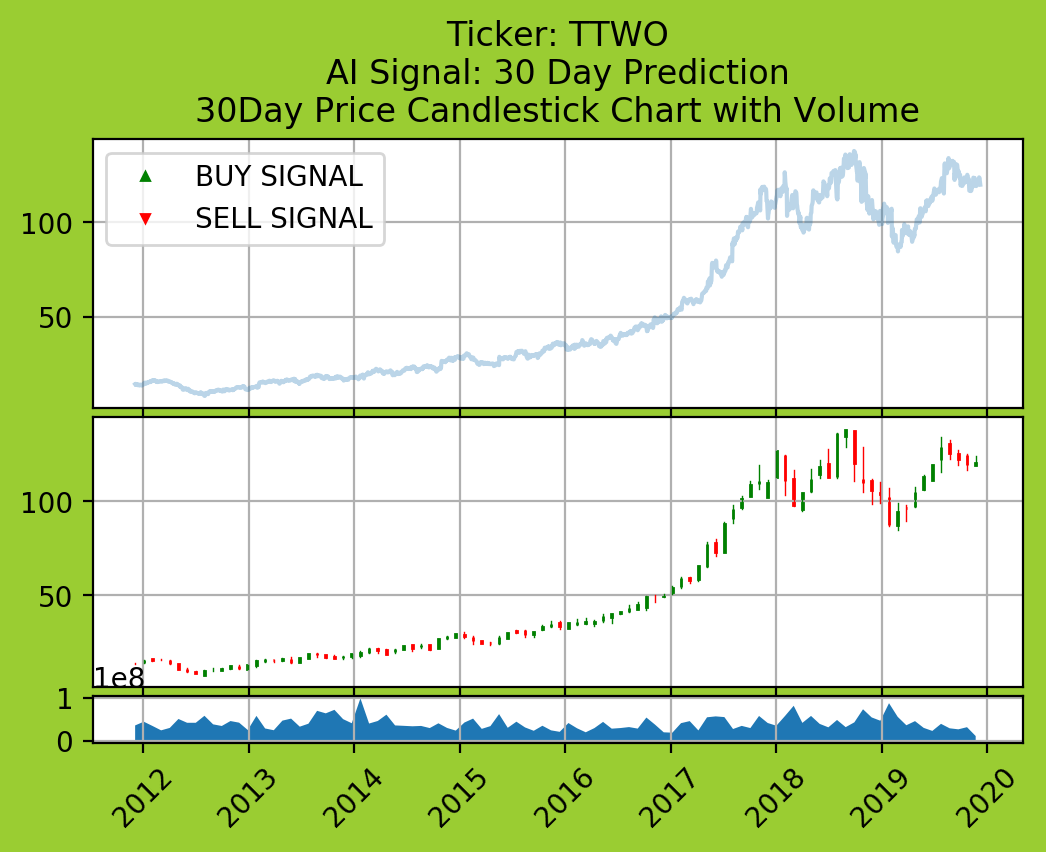 Ticker: TTWO
AI Signal: 30 Day Prediction
30Day Price Candlestick Chart with Volume
BUY SIGNAL
SELL SIGNAL
100
50
100
50
1e8
1
0
2012 2013 2014 2015 2016 2017 2018 2019 2020